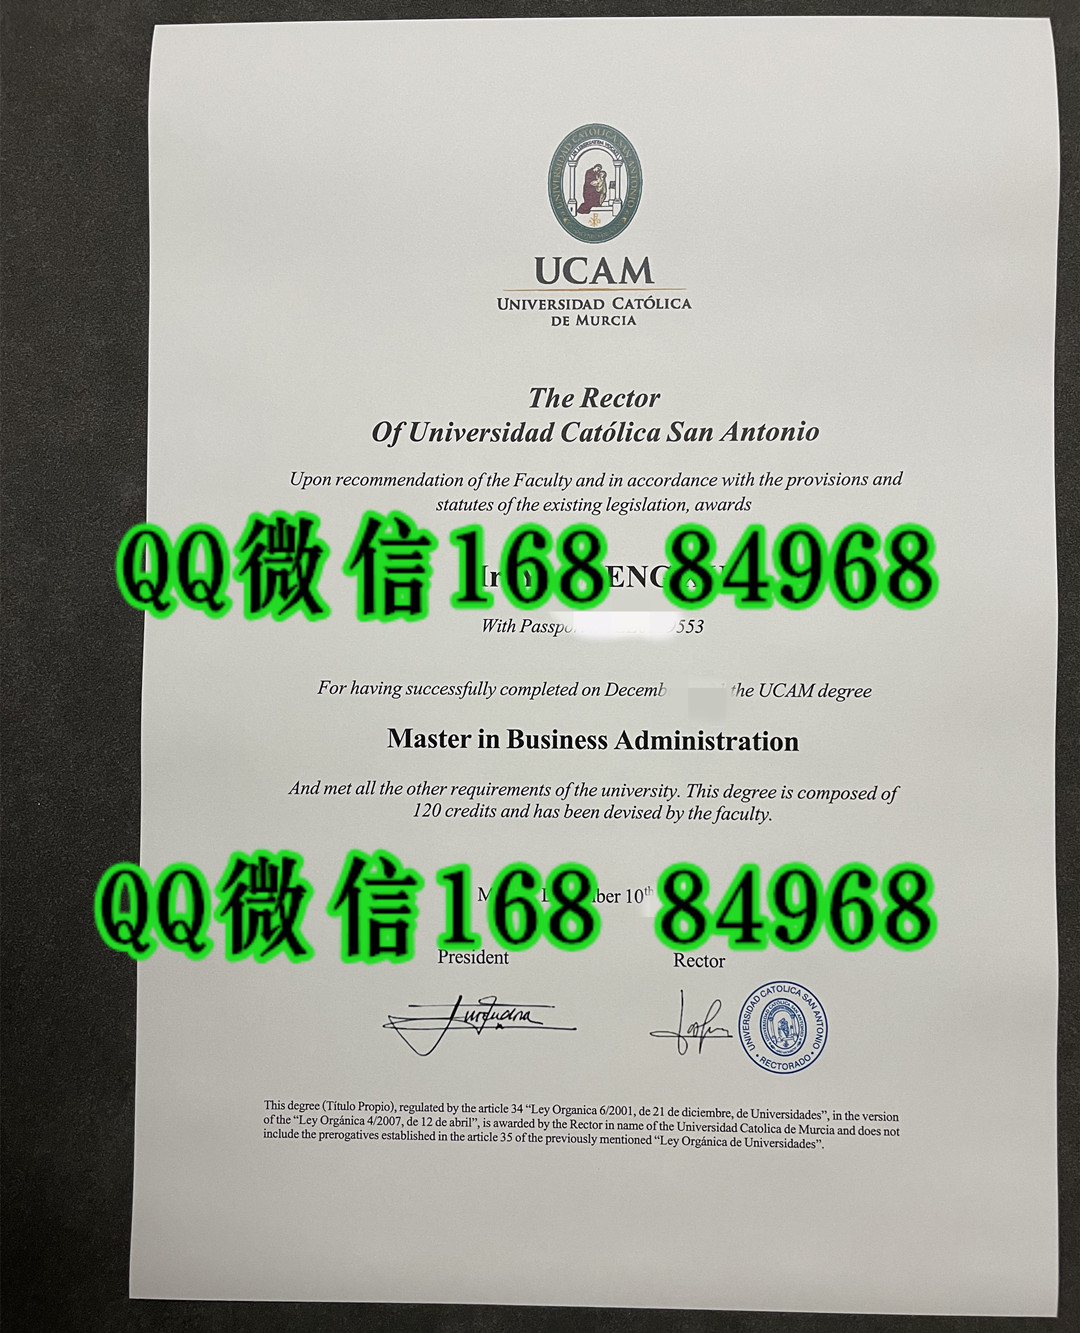 UCAM
UNIVERSIDAD CATÓLICA
DE MURCIA
The Rector
Of Universidad Católica San Antonio
Upon recommendation of the Faculty and in accordance with the provisions and
statutes of the existing legislation, awards
QQ微信168 84968
With 553
For having successfully completed on the UCAM degree
Master in Business Administration
And met all the other requirements of the university. This degree is composed of
120 credits and has been devised by the faculty.
QQ微信168 84968
10th
President Rector
UNIVERSIDAD CATOLICA SAN ANTONIO
· RECTORADO ·
This degree (Título Propio), regulated by the article 34 “Ley Organica 6/2001, de 21 de diciembre, de Universidades”, in the version
of the “Ley Orgánica 4/2007, de 12 de abril”, is awarded by the Rector in name of the Universidad Catolica de Murcia and does not
include the prerogatives established in the article 35 of the previously mentioned “Ley Orgánica de Universidades”.